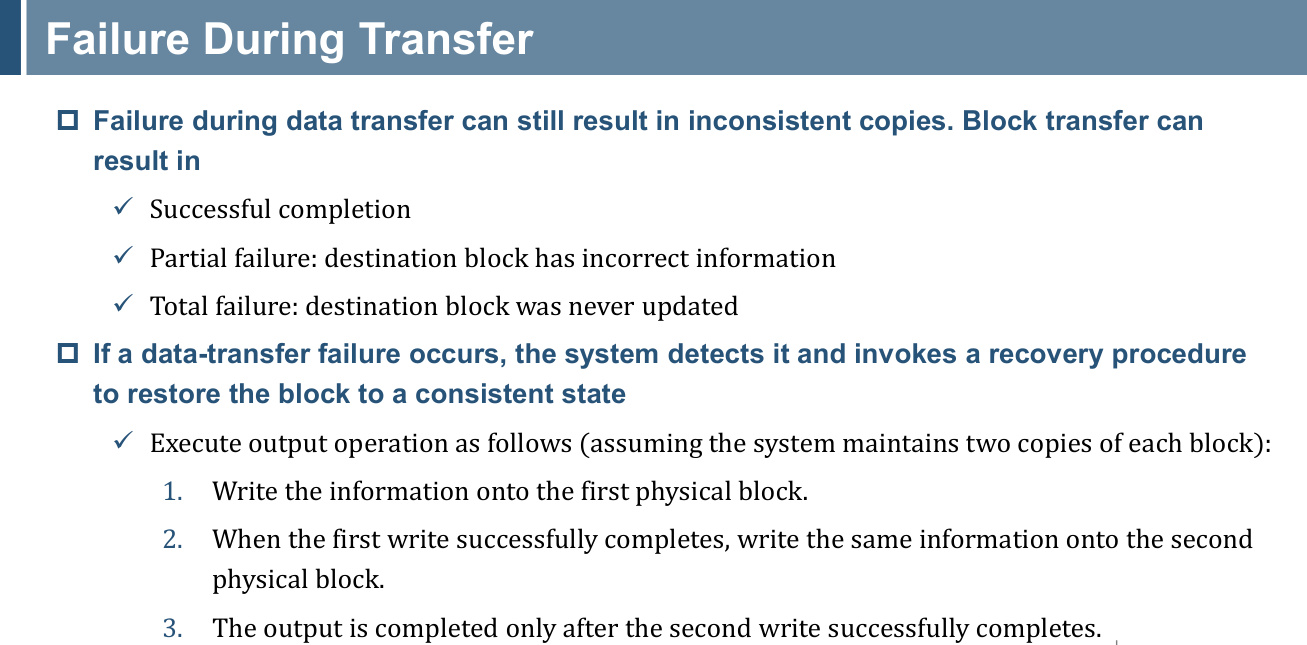 Failure During Transfer
Failure during data transfer can still result in inconsistent copies. Block transfer can
result in
✓ Successful completion
✓ Partial failure: destination block has incorrect information
✓ Total failure: destination block was never updated
If a data-transfer failure occurs, the system detects it and invokes a recovery procedure
to restore the block to a consistent state
✓ Execute output operation as follows (assuming the system maintains two copies of each block):
1. Write the information onto the first physical block.
2. When the first write successfully completes, write the same information onto the second
physical block.
3. The output is completed only after the second write successfully completes.